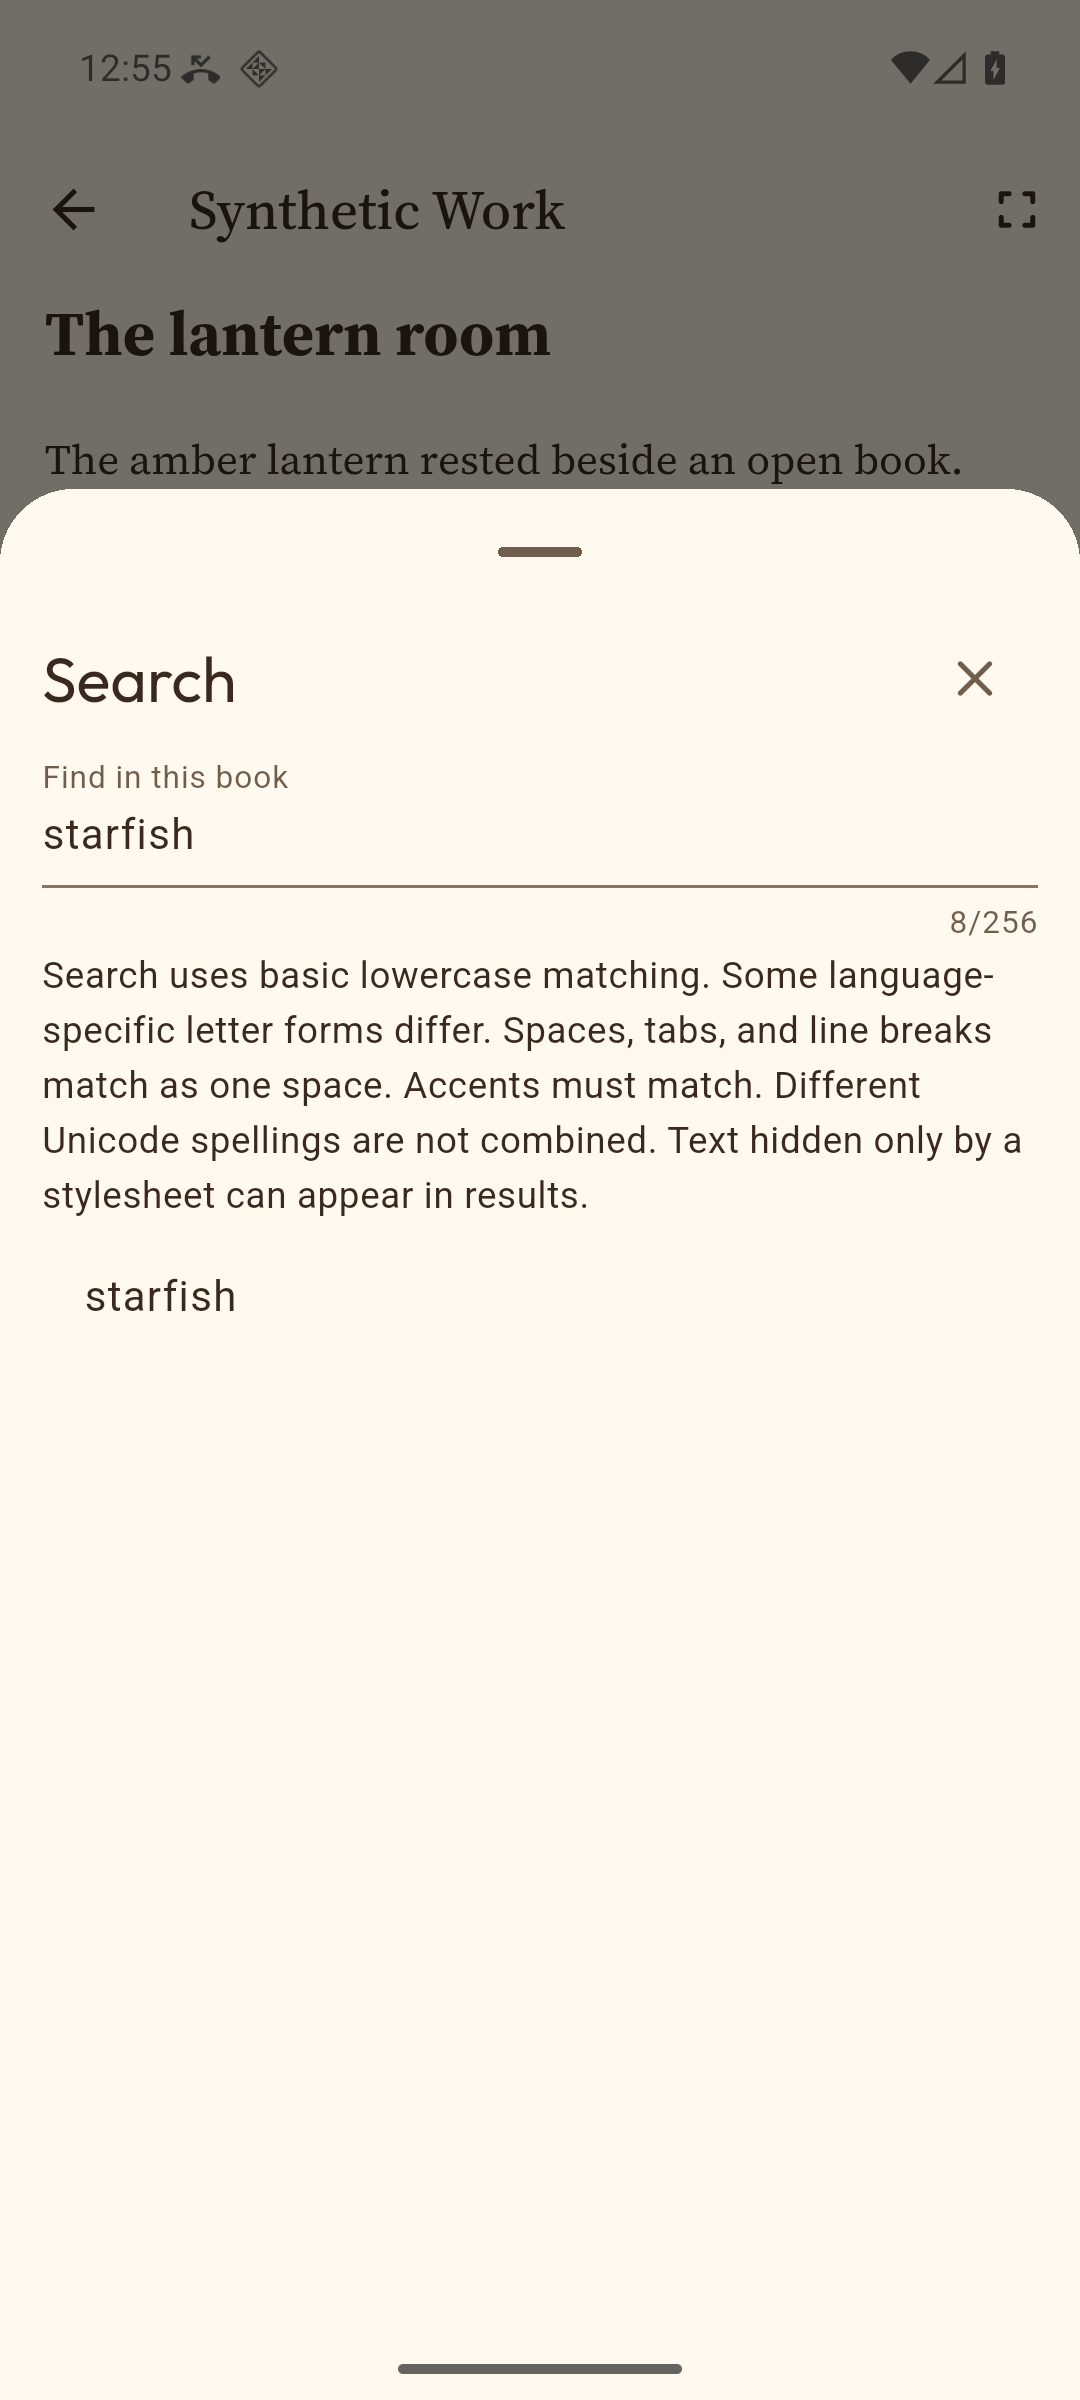 12:55
Synthetic Work
The lantern room
The amber lantern rested beside an open book.
Search
Find in this book
starfish
8/256
Search uses basic lowercase matching. Some language-
specific letter forms differ. Spaces, tabs, and line breaks
match as one space. Accents must match. Different
Unicode spellings are not combined. Text hidden only by a
stylesheet can appear in results.
starfish